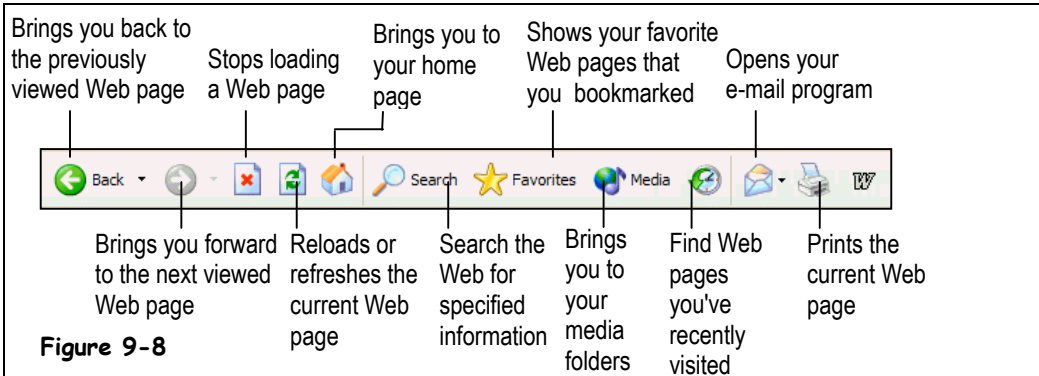 Brings you back to
the previously
viewed Web page
Stops loading
a Web page
Brings you to
your home
page
Shows your favorite
Web pages that
you bookmarked
Opens your
e-mail program
Back Search Favorites Media W
Brings you forward
to the next viewed
Web page
Reloads or
refreshes the
current Web
page
Search the
Web for
specified
information
Brings
you to
your
media
folders
Find Web
pages
you've
recently
visited
Prints the
current Web
page
Figure 9-8